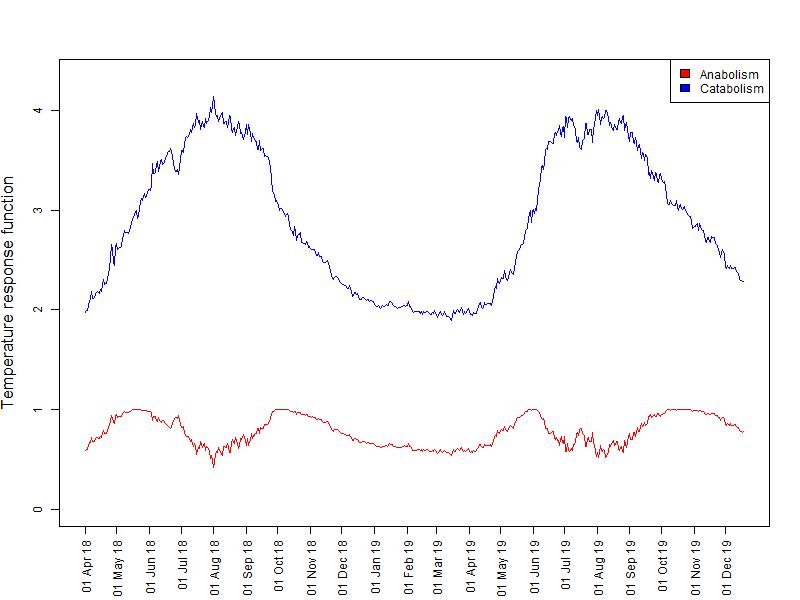 Anabolism
Catabolism
Temperature response function
4
3
2
1
0
01 Apr 18
01 May 18
01 Jun 18
01 Jul 18
01 Aug 18
01 Sep 18
01 Oct 18
01 Nov 18
01 Dec 18
01 Jan 19
01 Feb 19
01 Mar 19
01 Apr 19
01 May 19
01 Jun 19
01 Jul 19
01 Aug 19
01 Sep 19
01 Oct 19
01 Nov 19
01 Dec 19